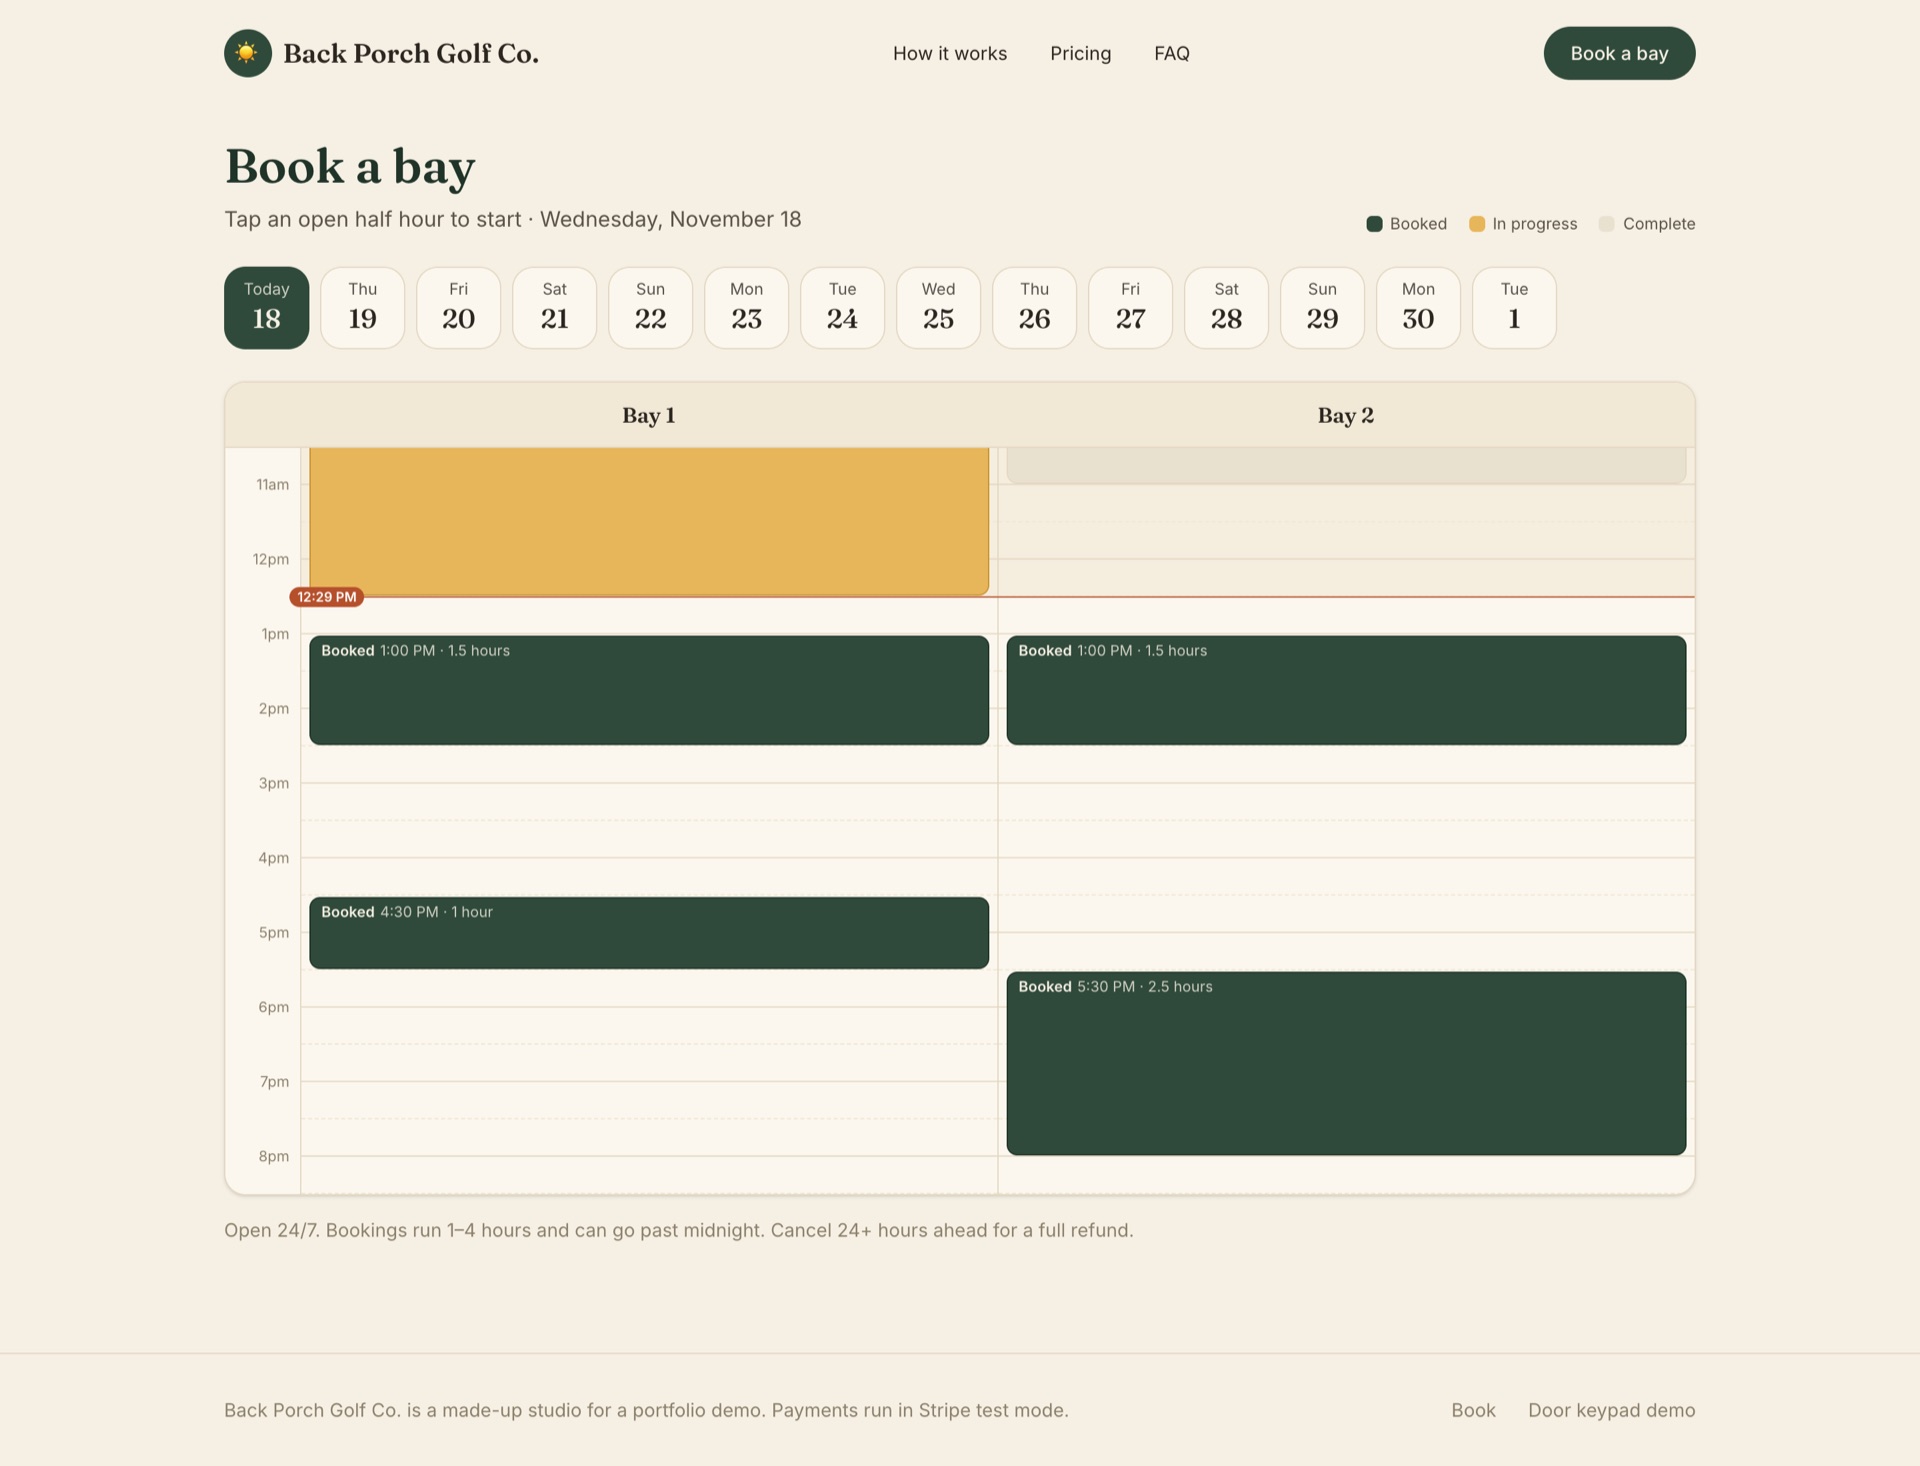 Back Porch Golf Co.
How it works
Pricing
FAQ
Book a bay
Book a bay
Tap an open half hour to start · Wednesday, November 18
Booked
In progress
Complete
Today
18
Thu
19
Fri
20
Sat
21
Sun
22
Mon
23
Tue
24
Wed
25
Thu
26
Fri
27
Sat
28
Sun
29
Mon
30
Tue
1
Bay 1
Bay 2
11am
12pm
12:29 PM
1pm
Booked 1:00 PM · 1.5 hours
Booked 1:00 PM · 1.5 hours
2pm
3pm
4pm
Booked 4:30 PM · 1 hour
5pm
Booked 5:30 PM · 2.5 hours
6pm
7pm
8pm
Open 24/7. Bookings run 1–4 hours and can go past midnight. Cancel 24+ hours ahead for a full refund.
Back Porch Golf Co. is a made-up studio for a portfolio demo. Payments run in Stripe test mode.
Book
Door keypad demo